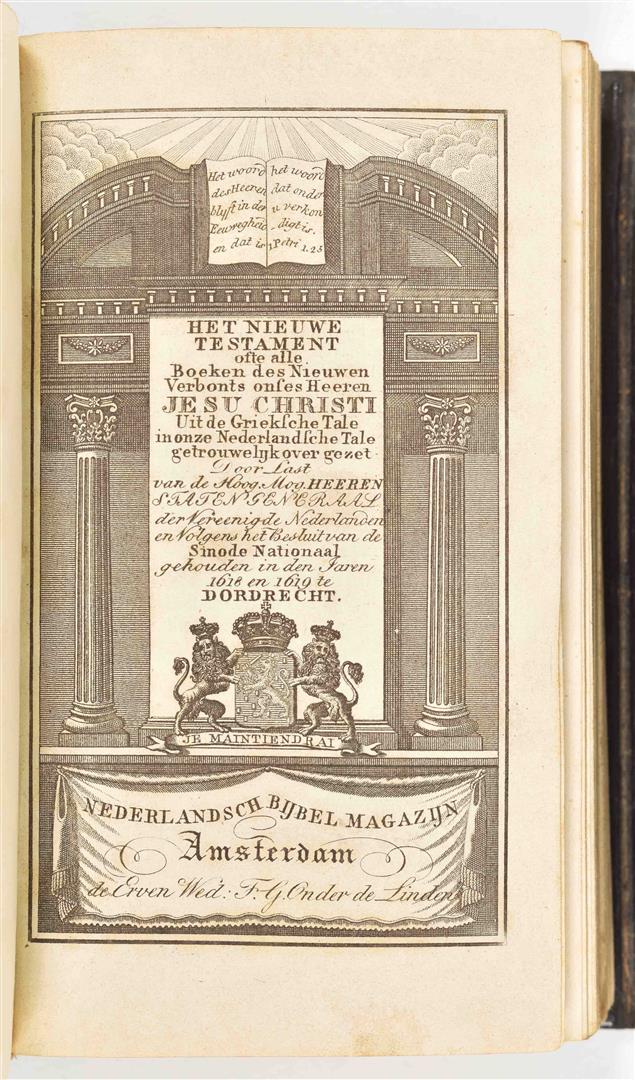 Het woord
des Heeren
blyft in der
Eeuwegheid
en dat is
het woord
dat onder
u verkon
digt is.
1 Petri 1.25
HET NIEUWE
TESTAMENT
ofte alle
Boeken des Nieuwen
Verbonts onſes Heeren
JESU CHRISTI
Uit de Griekſche Tale
in onze Nederlandſche Tale
getrouwelyk over gezet
Door Last
van de Hoog. Mog. HEEREN
STATEN GENERAAL
der Vereenigde Nederlanden
en Volgens het Besluit van de
Sinode Nationaal
gehouden in den Jaren
1618 en 1619 te
DORDRECHT.
JE MAINTIENDRAI
NEDERLANDSCH BIJBEL MAGAZIJN
Amsterdam
de Erven Wed: F. G. Onder de Linden